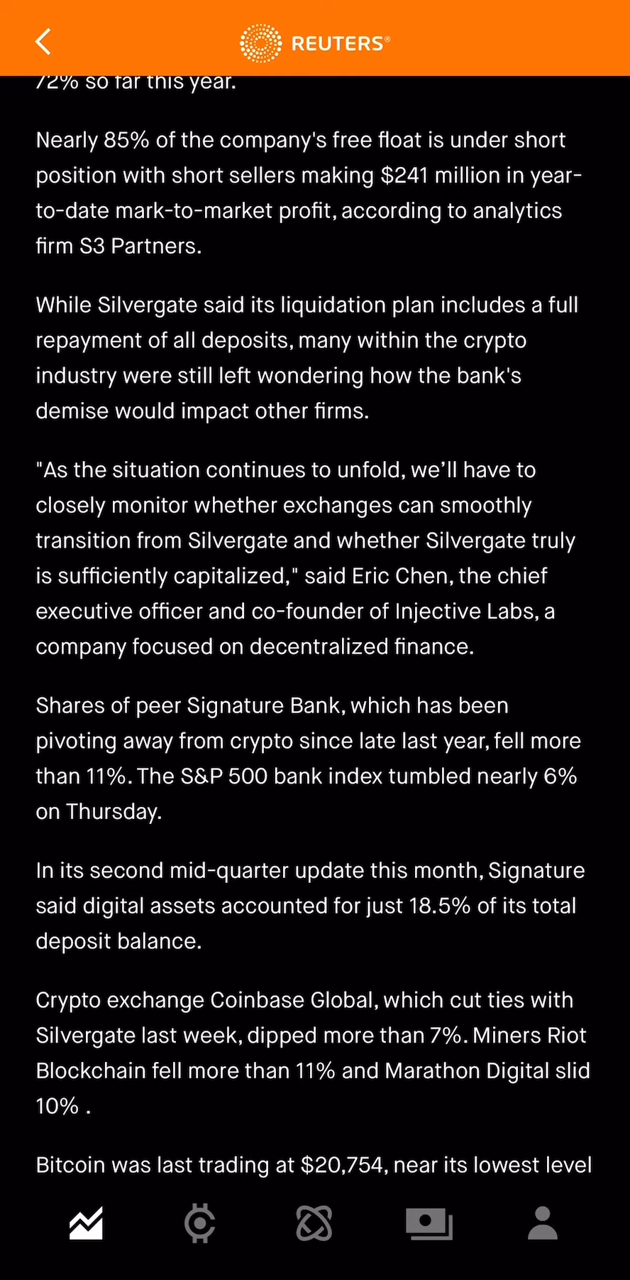 REUTERS®
72% so far this year.
Nearly 85% of the company's free float is under short
position with short sellers making $241 million in year-
to-date mark-to-market profit, according to analytics
firm S3 Partners.
While Silvergate said its liquidation plan includes a full
repayment of all deposits, many within the crypto
industry were still left wondering how the bank's
demise would impact other firms.
"As the situation continues to unfold, we’ll have to
closely monitor whether exchanges can smoothly
transition from Silvergate and whether Silvergate truly
is sufficiently capitalized," said Eric Chen, the chief
executive officer and co-founder of Injective Labs, a
company focused on decentralized finance.
Shares of peer Signature Bank, which has been
pivoting away from crypto since late last year, fell more
than 11%. The S&P 500 bank index tumbled nearly 6%
on Thursday.
In its second mid-quarter update this month, Signature
said digital assets accounted for just 18.5% of its total
deposit balance.
Crypto exchange Coinbase Global, which cut ties with
Silvergate last week, dipped more than 7%. Miners Riot
Blockchain fell more than 11% and Marathon Digital slid
10% .
Bitcoin was last trading at $20,754, near its lowest level